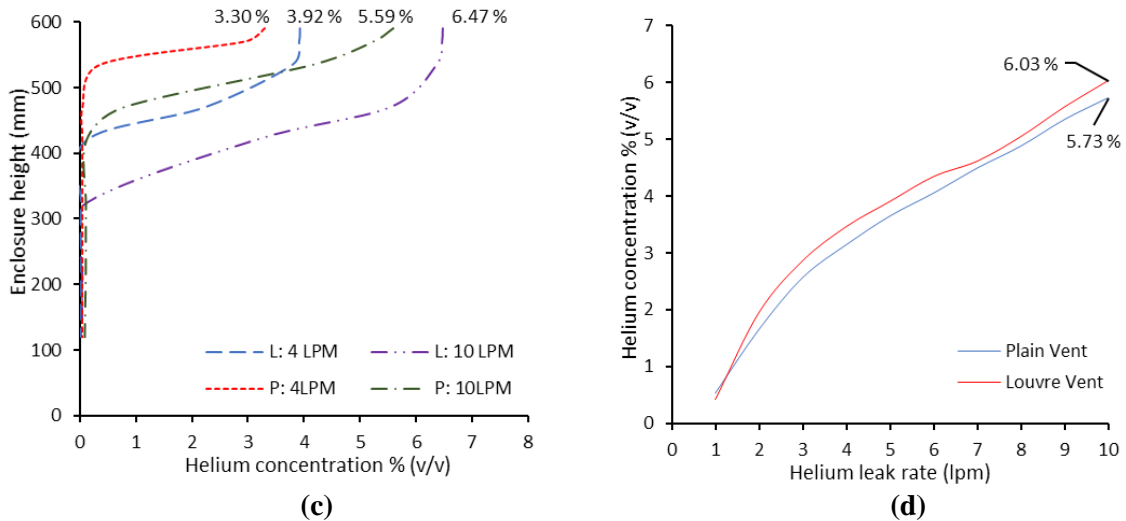 3.30 % 3.92 % 5.59 % 6.47 %
600
500
400
300
200
100
0
Enclosure height (mm)
L: 4 LPM L: 10 LPM
P: 4LPM P: 10LPM
0 1 2 3 4 5 6 7 8
Helium concentration % (v/v)
(c)
7
6
5
4
3
2
1
0
Helium concentration % (v/v)
6.03 %
5.73 %
Plain Vent
Louvre Vent
0 1 2 3 4 5 6 7 8 9 10
Helium leak rate (lpm)
(d)